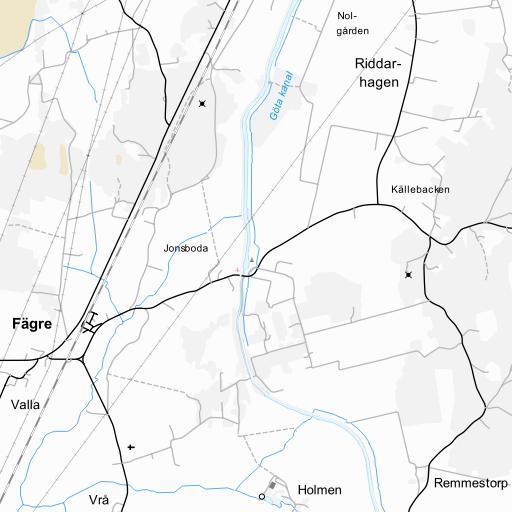 Nol-
gården
Riddar-
hagen
Göta kanal
Källebacken
Jonsboda
Fägre
Valla
Vrå
Holmen
Remmestorp